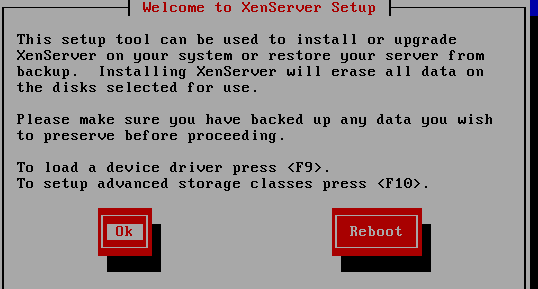 Welcome to XenServer Setup
This setup tool can be used to install or upgrade
XenServer on your system or restore your server from
backup.  Installing XenServer will erase all data on
the disks selected for use.
Please make sure you have backed up any data you wish
to preserve before proceeding.
To load a device driver press <F9>.
To setup advanced storage classes press <F10>.
Ok Reboot